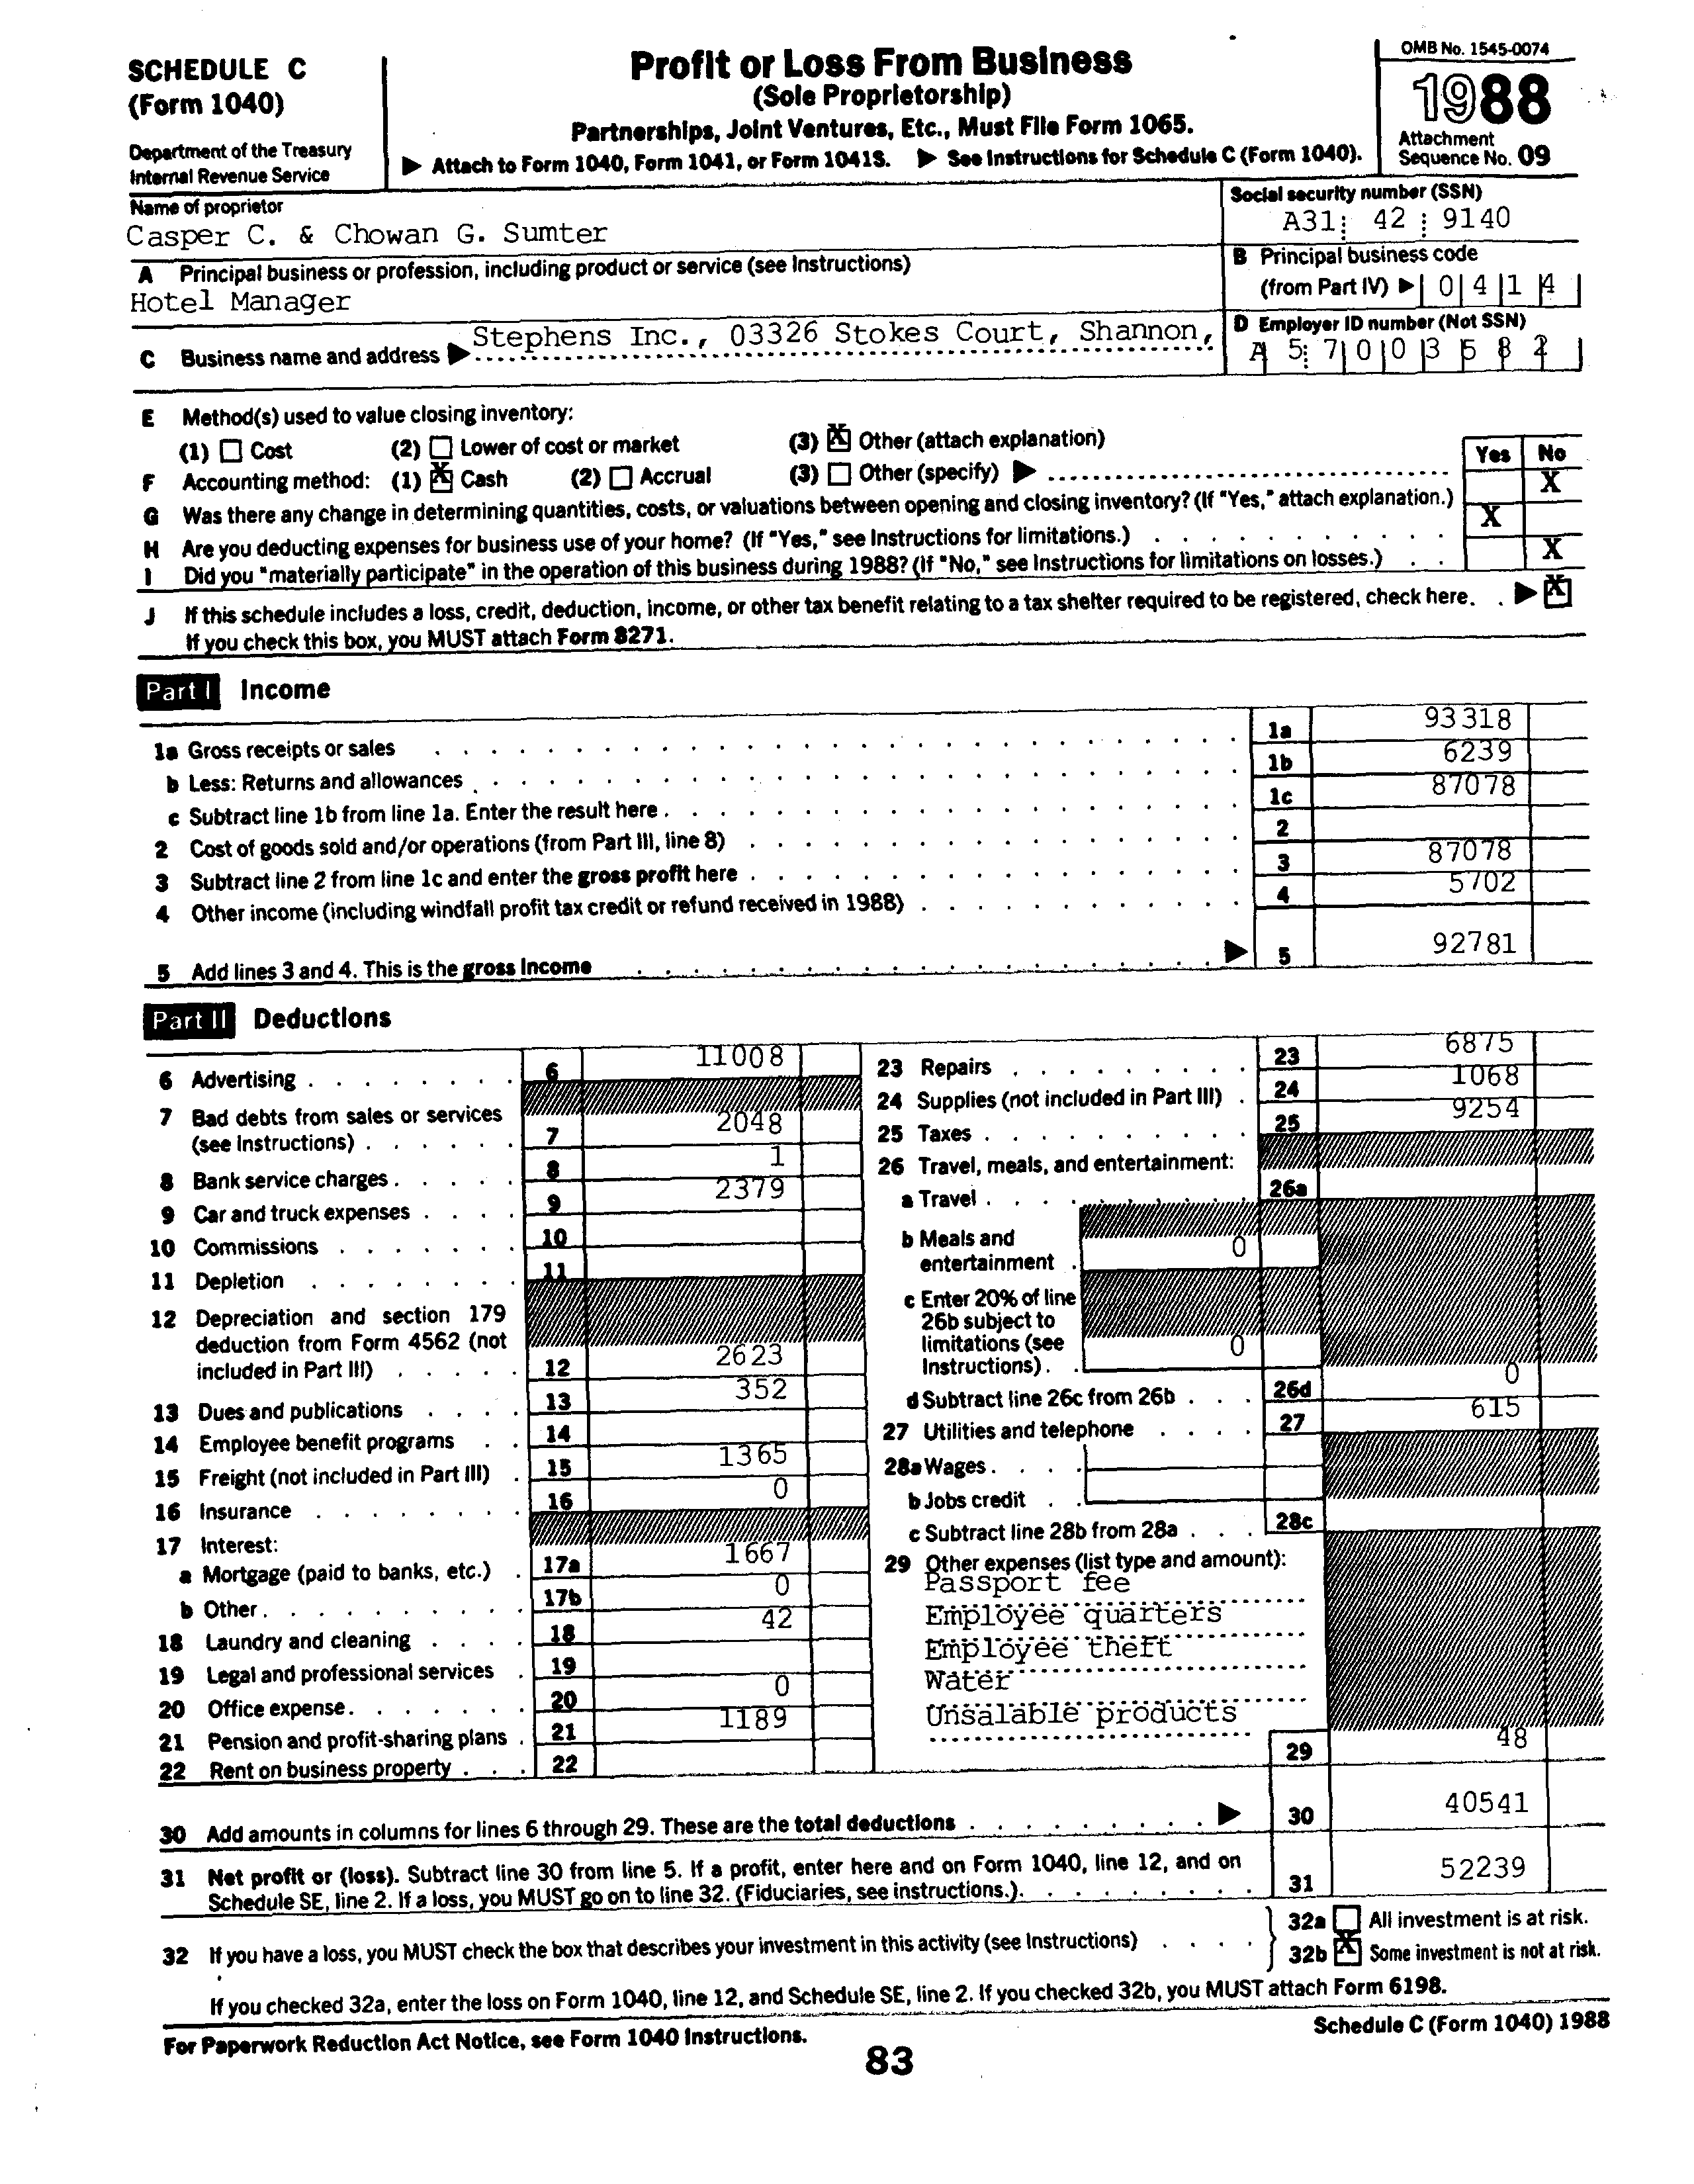 SCHEDULE C
(Form 1040)
Department of the Treasury
Internal Revenue Service
Profit or Loss From Business
(Sole Proprietorship)
Partnerships, Joint Ventures, Etc., Must File Form 1065.
▶ Attach to Form 1040, Form 1041, or Form 1041S. ▶ See Instructions for Schedule C (Form 1040).
OMB No. 1545-0074
1988
Attachment
Sequence No. 09
Name of proprietor
Casper C. & Chowan G. Sumter
Social security number (SSN)
A31 42 9140
A Principal business or profession, including product or service (see Instructions)
Hotel Manager
B Principal business code
(from Part IV) ▶ 0 4 1 4
C Business name and address ▶ Stephens Inc., 03326 Stokes Court, Shannon,
D Employer ID number (Not SSN)
A 5 7 0 0 3 5 8 2
E Method(s) used to value closing inventory:
(1) ☐ Cost (2) ☐ Lower of cost or market (3) ☒ Other (attach explanation)
Yes No
F Accounting method: (1) ☒ Cash (2) ☐ Accrual (3) ☐ Other (specify) ▶
G Was there any change in determining quantities, costs, or valuations between opening and closing inventory? (If "Yes," attach explanation.) X
H Are you deducting expenses for business use of your home? (If "Yes," see Instructions for limitations.) X
I Did you "materially participate" in the operation of this business during 1988? (If "No," see Instructions for limitations on losses.) X
J If this schedule includes a loss, credit, deduction, income, or other tax benefit relating to a tax shelter required to be registered, check here. ▶ ☒
If you check this box, you MUST attach Form 8271.
Part I Income
1a Gross receipts or sales 1a 93318
b Less: Returns and allowances 1b 6239
c Subtract line 1b from line 1a. Enter the result here 1c 87078
2 Cost of goods sold and/or operations (from Part III, line 8) 2
3 Subtract line 2 from line 1c and enter the gross profit here 3 87078
4 Other income (including windfall profit tax credit or refund received in 1988) 4 5702
5 Add lines 3 and 4. This is the gross income ▶ 5 92781
Part II Deductions
6 Advertising 6 11008
7 Bad debts from sales or services
(see Instructions) 7 2048
8 Bank service charges 8 1
9 Car and truck expenses 9 2379
10 Commissions 10
11 Depletion 11
12 Depreciation and section 179
deduction from Form 4562 (not
included in Part III) 12 2623
13 Dues and publications 13 352
14 Employee benefit programs 14
15 Freight (not included in Part III) 15 1365
16 Insurance 16 0
17 Interest:
a Mortgage (paid to banks, etc.) 17a 1667
b Other 17b 0
18 Laundry and cleaning 18 42
19 Legal and professional services 19
20 Office expense 20 0
21 Pension and profit-sharing plans 21 1189
22 Rent on business property 22
23 Repairs 23 6875
24 Supplies (not included in Part III) 24 1068
25 Taxes 25 9254
26 Travel, meals, and entertainment:
a Travel 26a
b Meals and
entertainment 0
c Enter 20% of line
26b subject to
limitations (see
Instructions) 0
d Subtract line 26c from 26b 26d 0
27 Utilities and telephone 27 615
28a Wages
b Jobs credit
c Subtract line 28b from 28a 28c
29 Other expenses (list type and amount):
Passport fee
Employee quarters
Employee theft
Water
Unsalable products
29 48
30 Add amounts in columns for lines 6 through 29. These are the total deductions ▶ 30 40541
31 Net profit or (loss). Subtract line 30 from line 5. If a profit, enter here and on Form 1040, line 12, and on
Schedule SE, line 2. If a loss, you MUST go on to line 32. (Fiduciaries, see instructions.) 31 52239
32 If you have a loss, you MUST check the box that describes your investment in this activity (see Instructions)
32a ☐ All investment is at risk.
32b ☒ Some investment is not at risk.
If you checked 32a, enter the loss on Form 1040, line 12, and Schedule SE, line 2. If you checked 32b, you MUST attach Form 6198.
For Paperwork Reduction Act Notice, see Form 1040 Instructions.
Schedule C (Form 1040) 1988
83